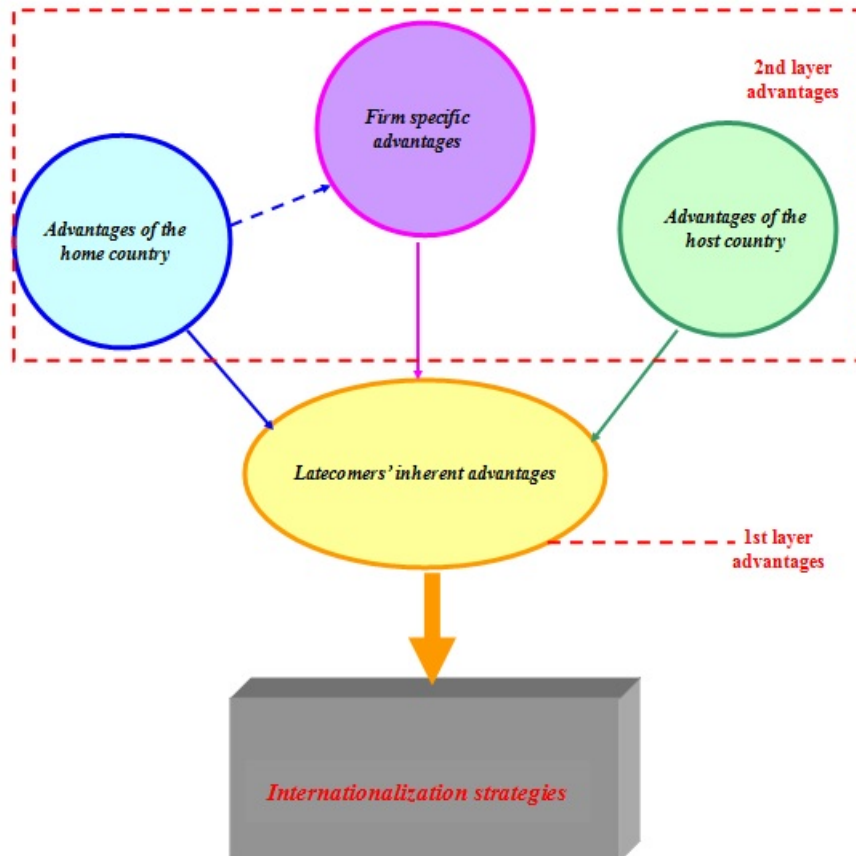 2nd layer
advantages
Firm specific
advantages
Advantages of the
home country
Advantages of the
host country
Latecomers’ inherent advantages
1st layer
advantages
Internationalization strategies